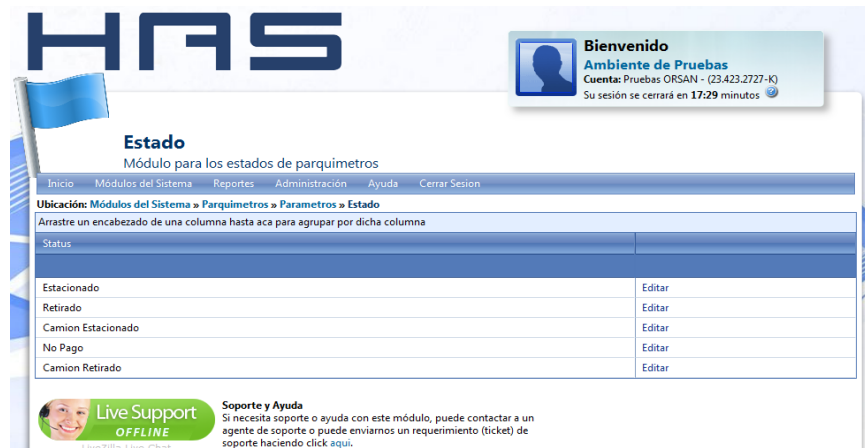 HAS
Bienvenido
Ambiente de Pruebas
Cuenta: Pruebas ORSAN - (23.423.2727-K)
Su sesión se cerrará en 17:29 minutos
Estado
Módulo para los estados de parquimetros
Inicio Módulos del Sistema Reportes Administración Ayuda Cerrar Sesion
Ubicación: Módulos del Sistema » Parquimetros » Parametros » Estado
Arrastre un encabezado de una columna hasta aca para agrupar por dicha columna
Status
Estacionado Editar
Retirado Editar
Camion Estacionado Editar
No Pago Editar
Camion Retirado Editar
Live Support
OFFLINE
LiveZilla Live Chat
Soporte y Ayuda
Si necesita soporte o ayuda con este módulo, puede contactar a un
agente de soporte o puede enviarnos un requerimiento (ticket) de
soporte haciendo click aqui.